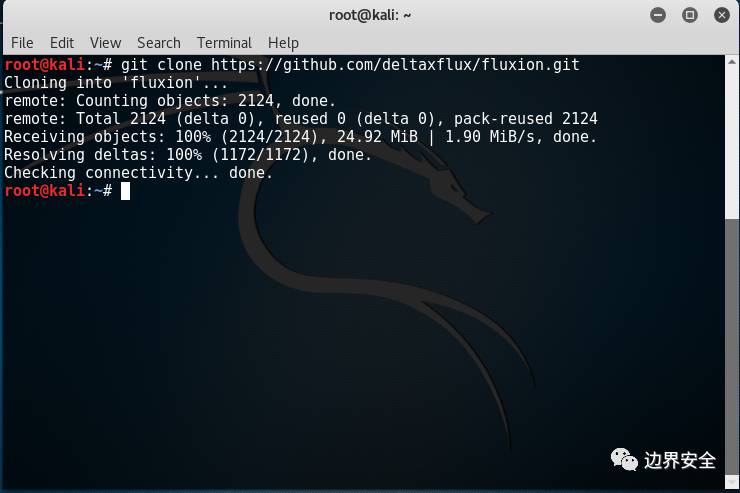 root@kali: ~
File Edit View Search Terminal Help
root@kali:~# git clone https://github.com/deltaxflux/fluxion.git
Cloning into 'fluxion'...
remote: Counting objects: 2124, done.
remote: Total 2124 (delta 0), reused 0 (delta 0), pack-reused 2124
Receiving objects: 100% (2124/2124), 24.92 MiB | 1.90 MiB/s, done.
Resolving deltas: 100% (1172/1172), done.
Checking connectivity... done.
root@kali:~#
边界安全